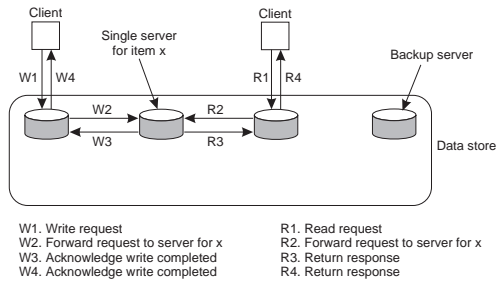 Client
Client
Single server
for item x
Backup server
W1
W4
R1
R4
W2
R2
W3
R3
Data store
W1. Write request
W2. Forward request to server for x
W3. Acknowledge write completed
W4. Acknowledge write completed
R1. Read request
R2. Forward request to server for x
R3. Return response
R4. Return response